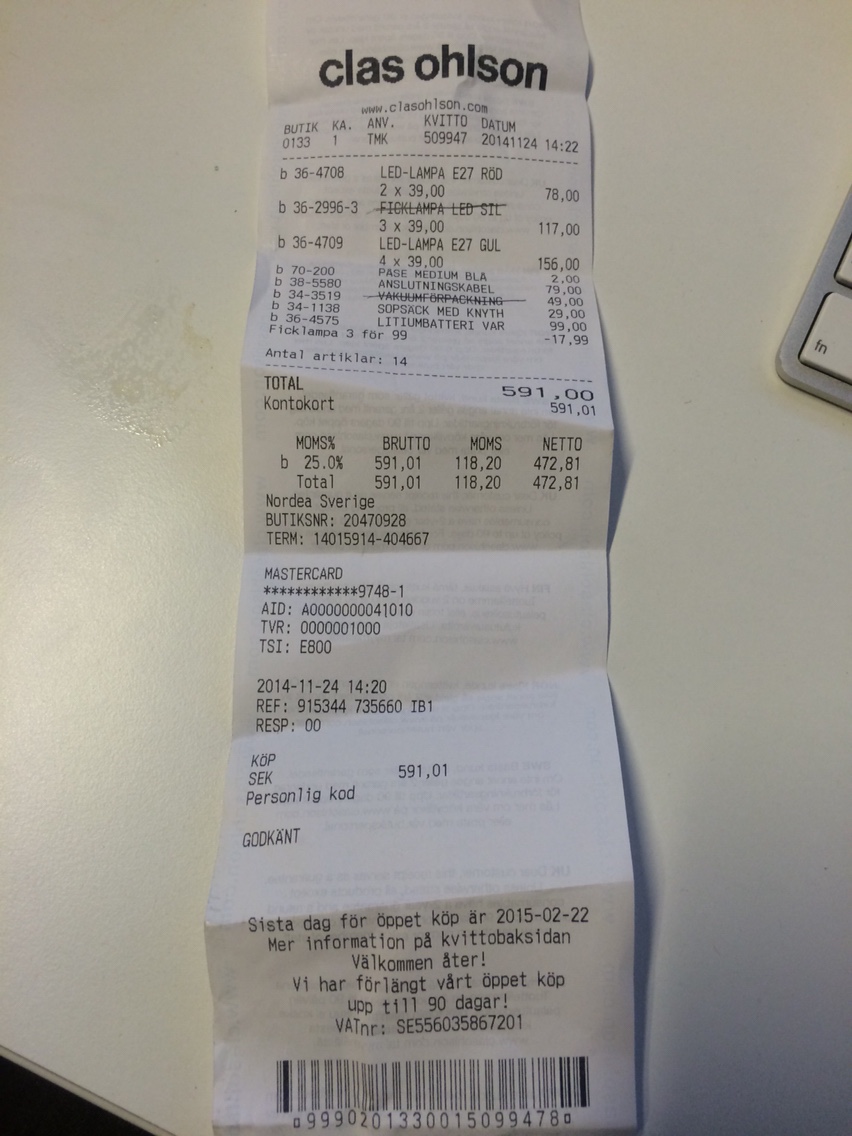 clas ohlson
www.clasohlson.com
BUTIK KA. ANV. KVITTO DATUM
0133 1 TMK 509947 20141124 14:22
b 36-4708 LED-LAMPA E27 RÖD
2 x 39,00 78,00
b 36-2996-3 FICKLAMPA LED SIL
3 x 39,00 117,00
b 36-4709 LED-LAMPA E27 GUL
4 x 39,00 156,00
b 70-200 PÅSE MEDIUM BLÅ 2,00
b 38-5580 ANSLUTNINGSKABEL 79,00
b 34-3519 VAKUUMFÖRPACKNING 49,00
b 34-1138 SOPSÄCK MED KNYTH 29,00
b 36-4575 LITIUMBATTERI VAR 99,00
Ficklampa 3 för 99 -17,99
Antal artiklar: 14
TOTAL 591,00
Kontokort 591,01
MOMS% BRUTTO MOMS NETTO
b 25.0% 591,01 118,20 472,81
Total 591,01 118,20 472,81
Nordea Sverige
BUTIKSNR: 20470928
TERM: 14015914-404667
MASTERCARD
************9748-1
AID: A0000000041010
TVR: 0000001000
TSI: E800
2014-11-24 14:20
REF: 915344 735660 IB1
RESP: 00
KÖP
SEK 591,01
Personlig kod
GODKÄNT
Sista dag för öppet köp är 2015-02-22
Mer information på kvittobaksidan
Välkommen åter!
Vi har förlängt vårt öppet köp
upp till 90 dagar!
VATnr: SE556035867201
¤9990201330015099478¤
fn